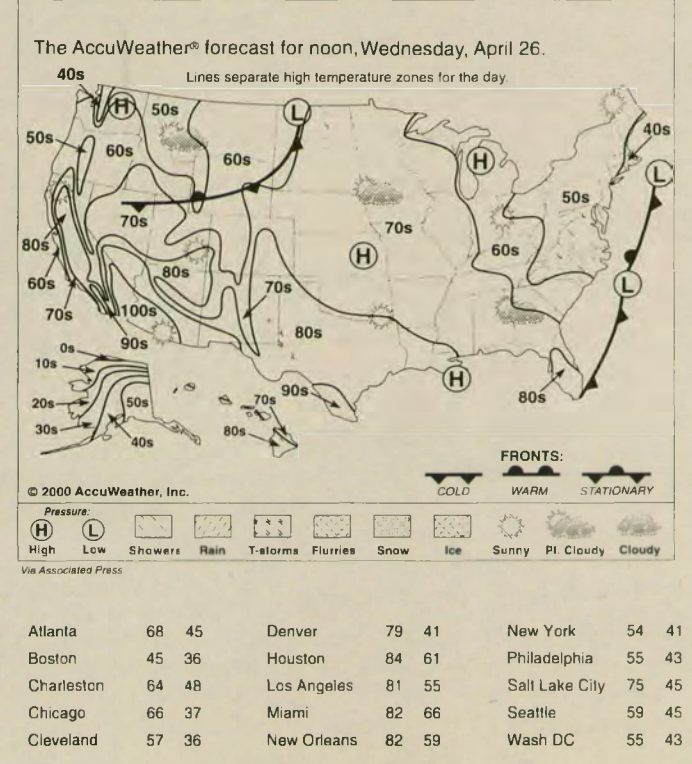 The AccuWeather® forecast for noon, Wednesday, April 26.
40s Lines separate high temperature zones for the day.
H 50s L
50s 60s 60s H 40s
L
70s 70s 50s
80s 80s H 60s
60s 70s L
70s 100s 80s
90s
0s H
10s 90s 80s
20s 50s 70s
30s 40s 80s
FRONTS:
© 2000 AccuWeather, Inc. COLD WARM STATIONARY
Pressure:
H L
High Low Showers Rain T-storms Flurries Snow Ice Sunny Pt. Cloudy Cloudy
Via Associated Press
Atlanta 68 45 Denver 79 41 New York 54 41
Boston 45 36 Houston 84 61 Philadelphia 55 43
Charleston 64 48 Los Angeles 81 55 Salt Lake City 75 45
Chicago 66 37 Miami 82 66 Seattle 59 45
Cleveland 57 36 New Orleans 82 59 Wash DC 55 43